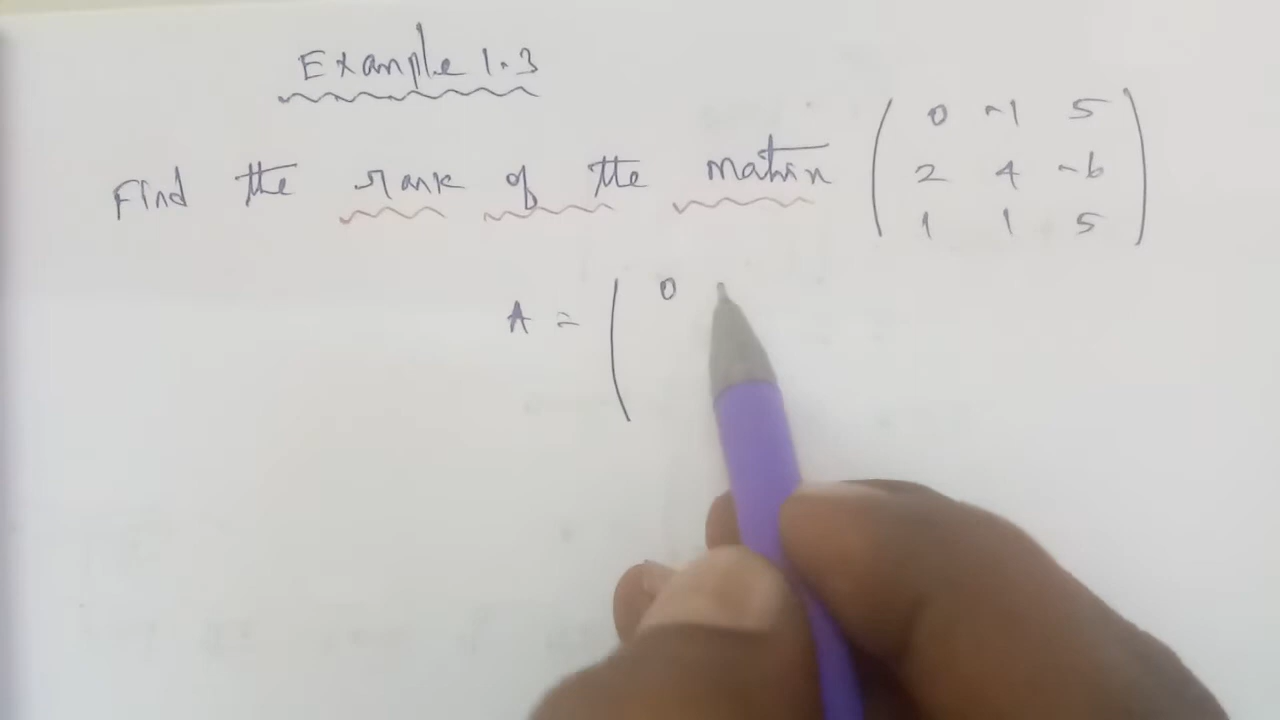 Example 1.3
Find the rank of the matrix ( 0 -1 5
2 4 -6
1 1 5 )
A = ( 0